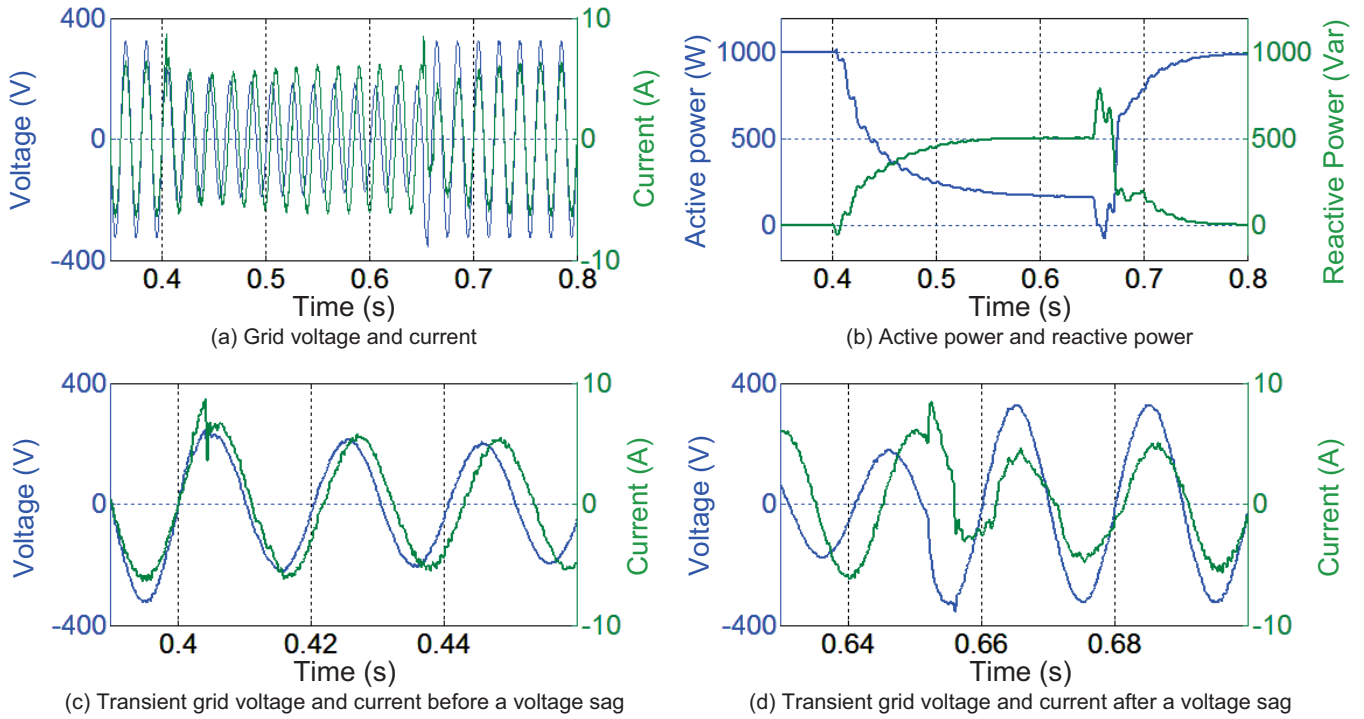 400
0
-400
Voltage (V)
10
0
-10
Current (A)
0.4 0.5 0.6 0.7 0.8
Time (s)
(a) Grid voltage and current
1000
500
0
Active power (W)
1000
500
0
Reactive Power (Var)
0.4 0.5 0.6 0.7 0.8
Time (s)
(b) Active power and reactive power
400
0
-400
Voltage (V)
10
0
-10
Current (A)
0.4 0.42 0.44
Time (s)
(c) Transient grid voltage and current before a voltage sag
400
0
-400
Voltage (V)
10
0
-10
Current (A)
0.64 0.66 0.68
Time (s)
(d) Transient grid voltage and current after a voltage sag